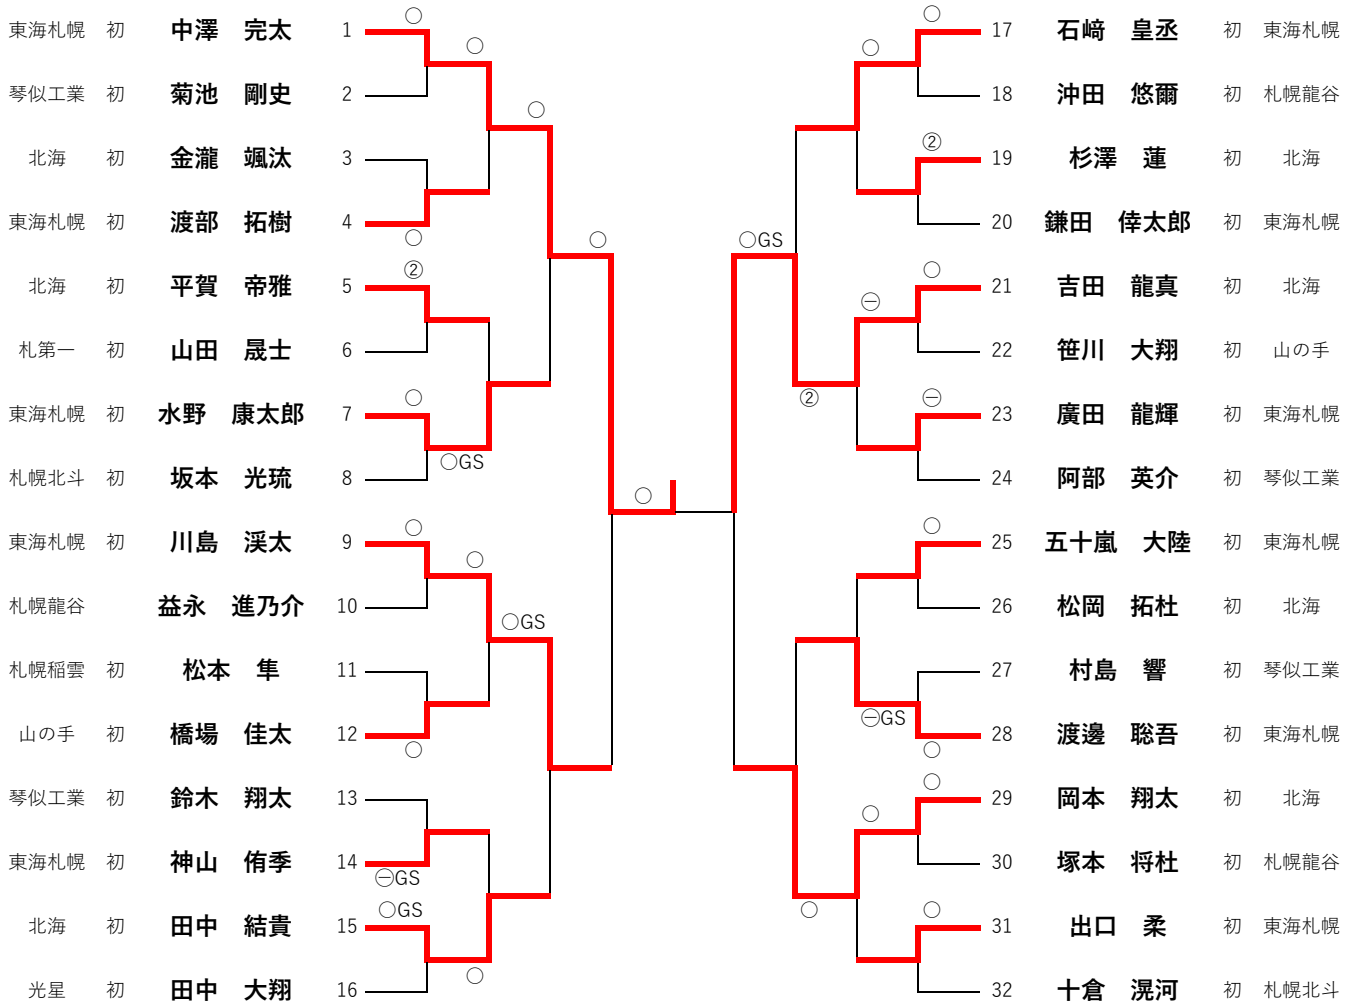 東海札幌 初 中澤 完太 1 ○
琴似工業 初 菊池 剛史 2
北海 初 金瀧 颯汰 3
東海札幌 初 渡部 拓樹 4 ○
北海 初 平賀 帝雅 5 ②
札第一 初 山田 晟士 6
東海札幌 初 水野 康太郎 7 ○
札幌北斗 初 坂本 光琉 8
東海札幌 初 川島 渓太 9 ○
札幌龍谷 益永 進乃介 10
札幌稲雲 初 松本 隼 11
山の手 初 橋場 佳太 12 ○
琴似工業 初 鈴木 翔太 13
東海札幌 初 神山 侑季 14 ㊀GS
北海 初 田中 結貴 15 ○GS
光星 初 田中 大翔 16
○
○GS
○
○
○
○GS
○
○
○GS
②
○
○
㊀
㊀GS
○
○ 17 石﨑 皇丞 初 東海札幌
18 沖田 悠爾 初 札幌龍谷
② 19 杉澤 蓮 初 北海
20 鎌田 倖太郎 初 東海札幌
○ 21 吉田 龍真 初 北海
22 笹川 大翔 初 山の手
㊀ 23 廣田 龍輝 初 東海札幌
24 阿部 英介 初 琴似工業
○ 25 五十嵐 大陸 初 東海札幌
26 松岡 拓杜 初 北海
27 村島 響 初 琴似工業
○ 28 渡邊 聡吾 初 東海札幌
○ 29 岡本 翔太 初 北海
30 塚本 将杜 初 札幌龍谷
○ 31 出口 柔 初 東海札幌
32 十倉 滉河 初 札幌北斗